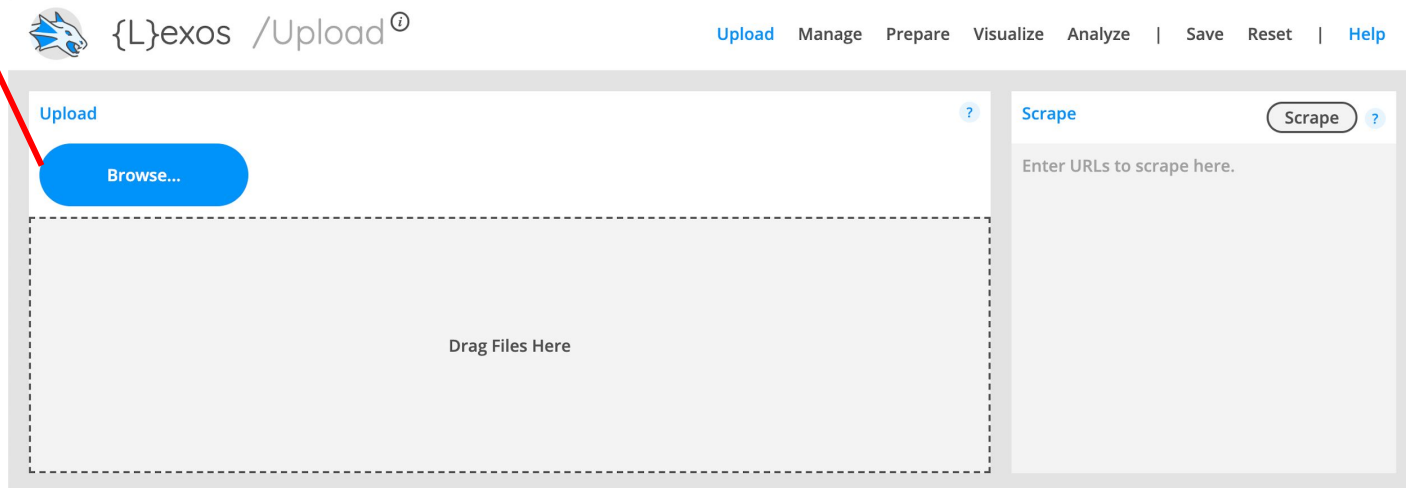 {L}exos /Upload i
Upload Manage Prepare Visualize Analyze | Save Reset | Help
Upload ?
Browse...
Drag Files Here
Scrape Scrape ?
Enter URLs to scrape here.